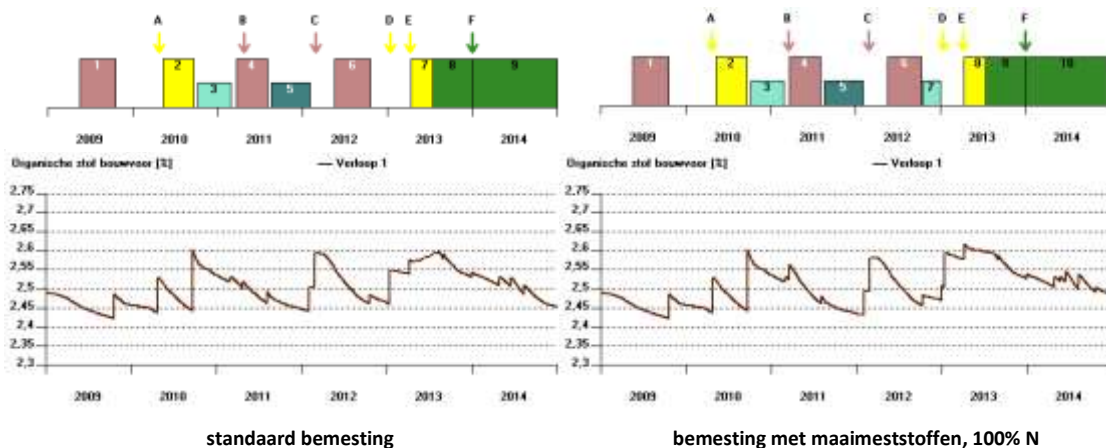 A B C D E F
1 2 3 4 5 6 7 8 9
2009 2010 2011 2012 2013 2014
Organische stof bouwvoor [%]
Verloop 1
2,75
2,7
2,65
2,6
2,55
2,5
2,45
2,4
2,35
2,3
2009 2010 2011 2012 2013 2014
standaard bemesting
A B C D E F
1 2 3 4 5 6 7 8 9 10
2009 2010 2011 2012 2013 2014
Organische stof bouwvoor [%]
Verloop 1
2,75
2,7
2,65
2,6
2,55
2,5
2,45
2,4
2,35
2,3
2009 2010 2011 2012 2013 2014
bemesting met maaimeststoffen, 100% N